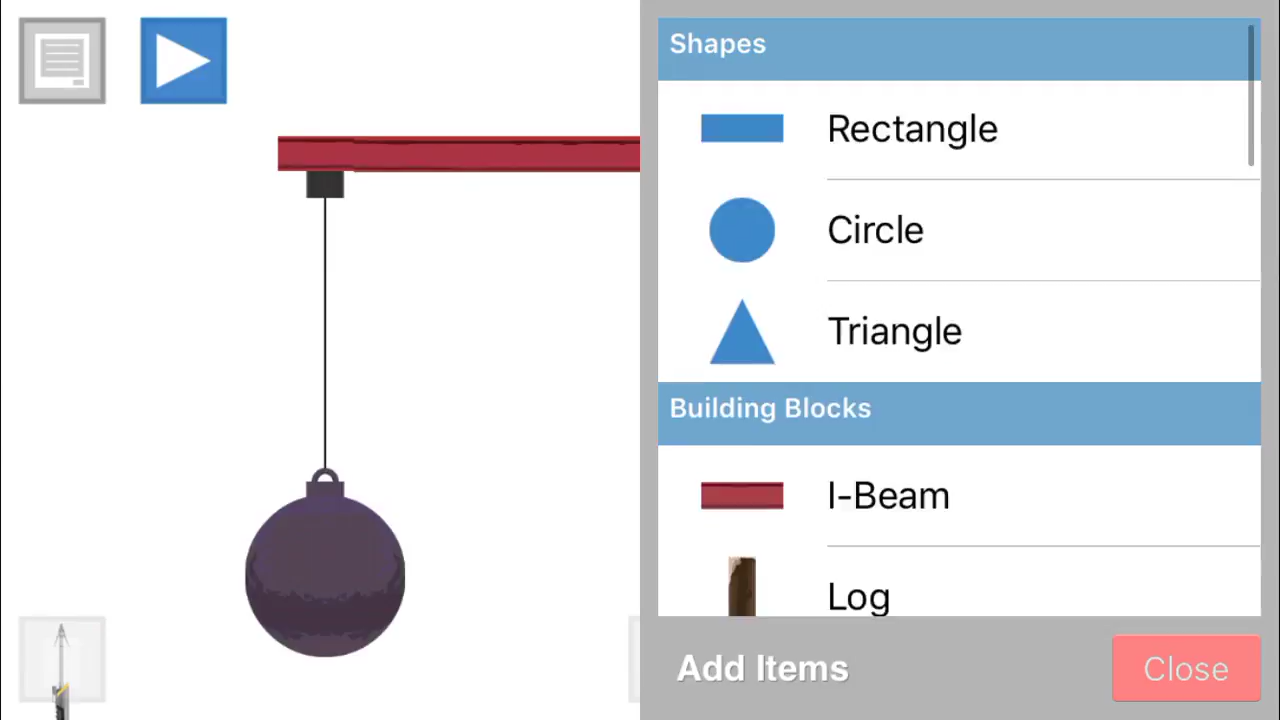 Shapes
Rectangle
Circle
Triangle
Building Blocks
I-Beam
Log
Add Items
Close